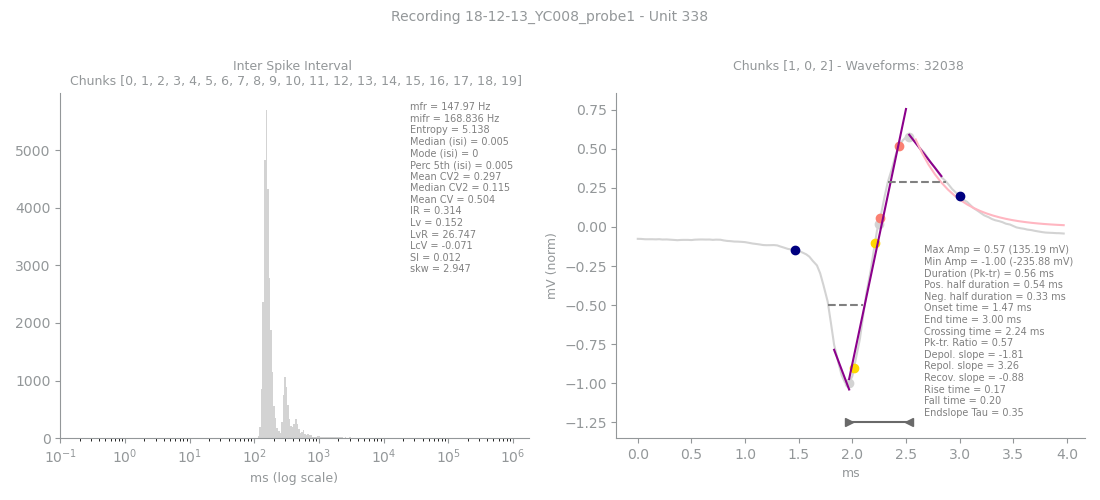 Recording 18-12-13_YC008_probe1 - Unit 338
Inter Spike Interval
Chunks [0, 1, 2, 3, 4, 5, 6, 7, 8, 9, 10, 11, 12, 13, 14, 15, 16, 17, 18, 19]
mfr = 147.97 Hz
mifr = 168.836 Hz
Entropy = 5.138
Median (isi) = 0.005
Mode (isi) = 0
Perc 5th (isi) = 0.005
Mean CV2 = 0.297
Median CV2 = 0.115
Mean CV = 0.504
IR = 0.314
Lv = 0.152
LvR = 26.747
LcV = -0.071
SI = 0.012
skw = 2.947
5000
4000
3000
2000
1000
0
10⁻¹ 10⁰ 10¹ 10² 10³ 10⁴ 10⁵ 10⁶
ms (log scale)
Chunks [1, 0, 2] - Waveforms: 32038
mV (norm)
0.75
0.50
0.25
0.00
−0.25
−0.50
−0.75
−1.00
−1.25
Max Amp = 0.57 (135.19 mV)
Min Amp = -1.00 (-235.88 mV)
Duration (Pk-tr) = 0.56 ms
Pos. half duration = 0.54 ms
Neg. half duration = 0.33 ms
Onset time = 1.47 ms
End time = 3.00 ms
Crossing time = 2.24 ms
Pk-tr. Ratio = 0.57
Depol. slope = -1.81
Repol. slope = 3.26
Recov. slope = -0.88
Rise time = 0.17
Fall time = 0.20
Endslope Tau = 0.35
0.0 0.5 1.0 1.5 2.0 2.5 3.0 3.5 4.0
ms